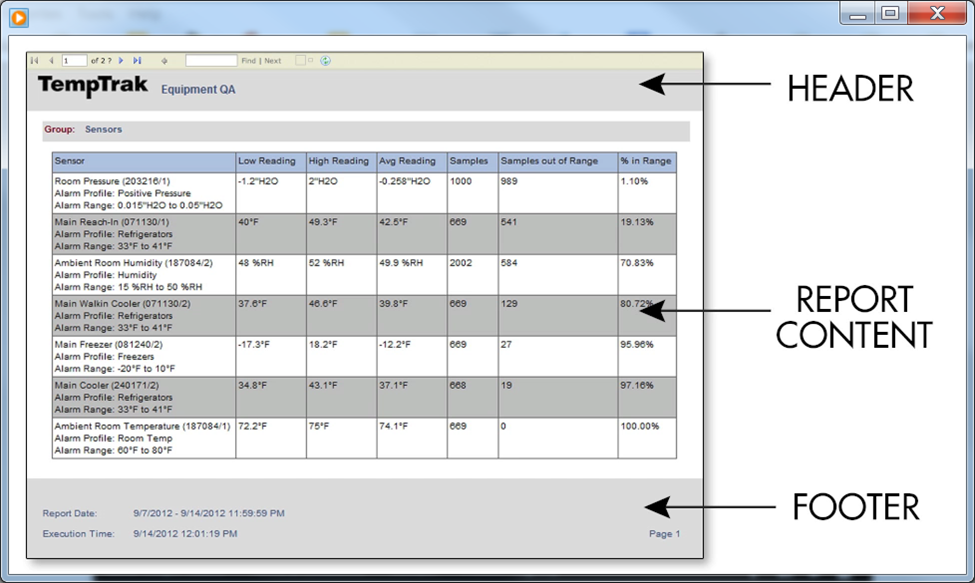 1 of 2 ? Find | Next
TempTrak Equipment QA
HEADER
Group: Sensors
Sensor Low Reading High Reading Avg Reading Samples Samples out of Range % in Range
Room Pressure (203216/1) -1.2"H2O 2"H2O -0.258"H2O 1000 989 1.10%
Alarm Profile: Positive Pressure
Alarm Range: 0.015"H2O to 0.05"H2O
Main Reach-In (071130/1) 40°F 49.3°F 42.5°F 669 541 19.13%
Alarm Profile: Refrigerators
Alarm Range: 33°F to 41°F
Ambient Room Humidity (187084/2) 48 %RH 52 %RH 49.9 %RH 2002 584 70.83%
Alarm Profile: Humidity
Alarm Range: 15 %RH to 50 %RH
Main Walkin Cooler (071130/2) 37.6°F 46.6°F 39.8°F 669 129 80.72%
Alarm Profile: Refrigerators
Alarm Range: 33°F to 41°F
REPORT
CONTENT
Main Freezer (081240/2) -17.3°F 18.2°F -12.2°F 669 27 95.96%
Alarm Profile: Freezers
Alarm Range: -20°F to 10°F
Main Cooler (240171/2) 34.8°F 43.1°F 37.1°F 668 19 97.16%
Alarm Profile: Refrigerators
Alarm Range: 33°F to 41°F
Ambient Room Temperature (187084/1) 72.2°F 75°F 74.1°F 669 0 100.00%
Alarm Profile: Room Temp
Alarm Range: 60°F to 80°F
FOOTER
Report Date: 9/7/2012 - 9/14/2012 11:59:59 PM
Execution Time: 9/14/2012 12:01:19 PM Page 1